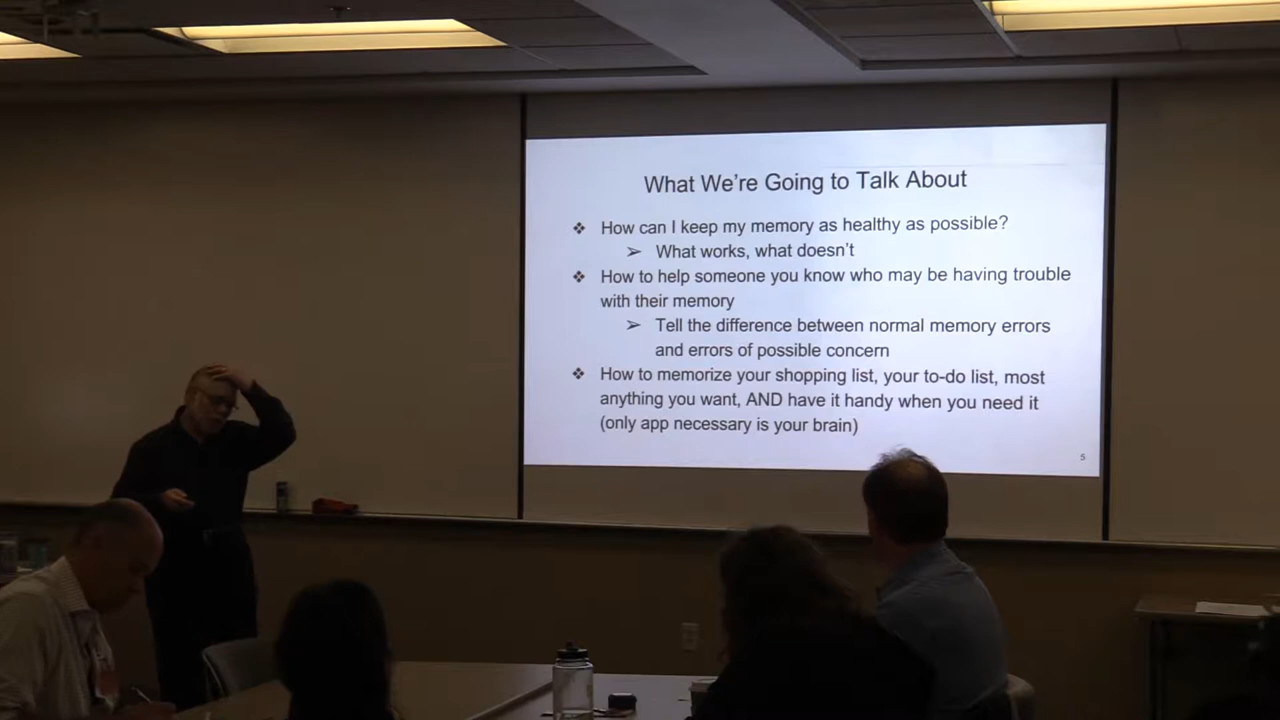 What We're Going to Talk About
❖ How can I keep my memory as healthy as possible?
➢ What works, what doesn't
❖ How to help someone you know who may be having trouble
with their memory
➢ Tell the difference between normal memory errors
and errors of possible concern
❖ How to memorize your shopping list, your to-do list, most
anything you want, AND have it handy when you need it
(only app necessary is your brain)
5